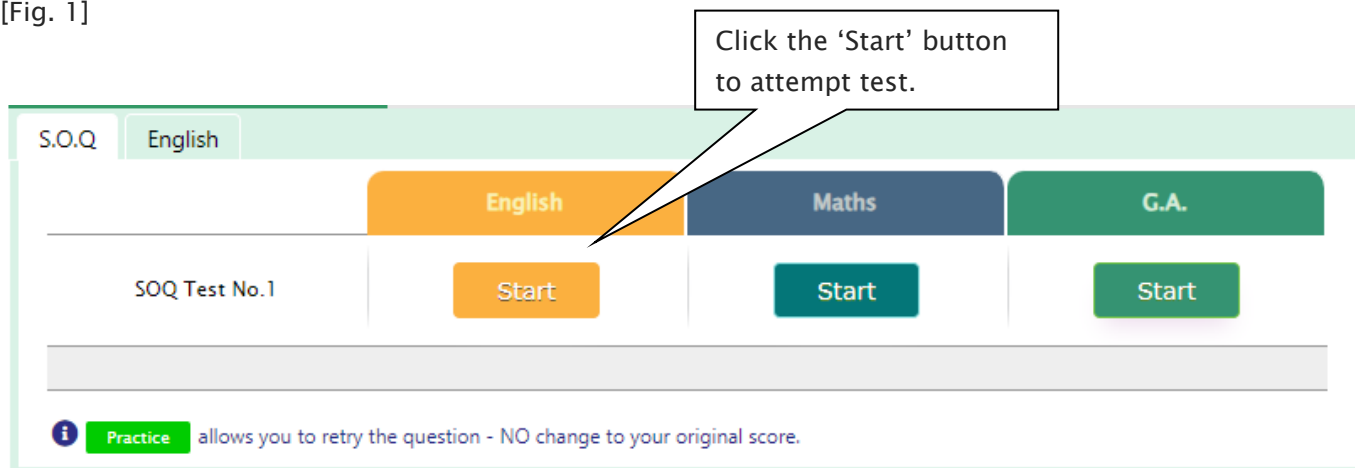 [Fig. 1]
Click the ‘Start’ button
to attempt test.
S.O.Q English
English Maths G.A.
SOQ Test No.1 Start Start Start
Practice allows you to retry the question - NO change to your original score.